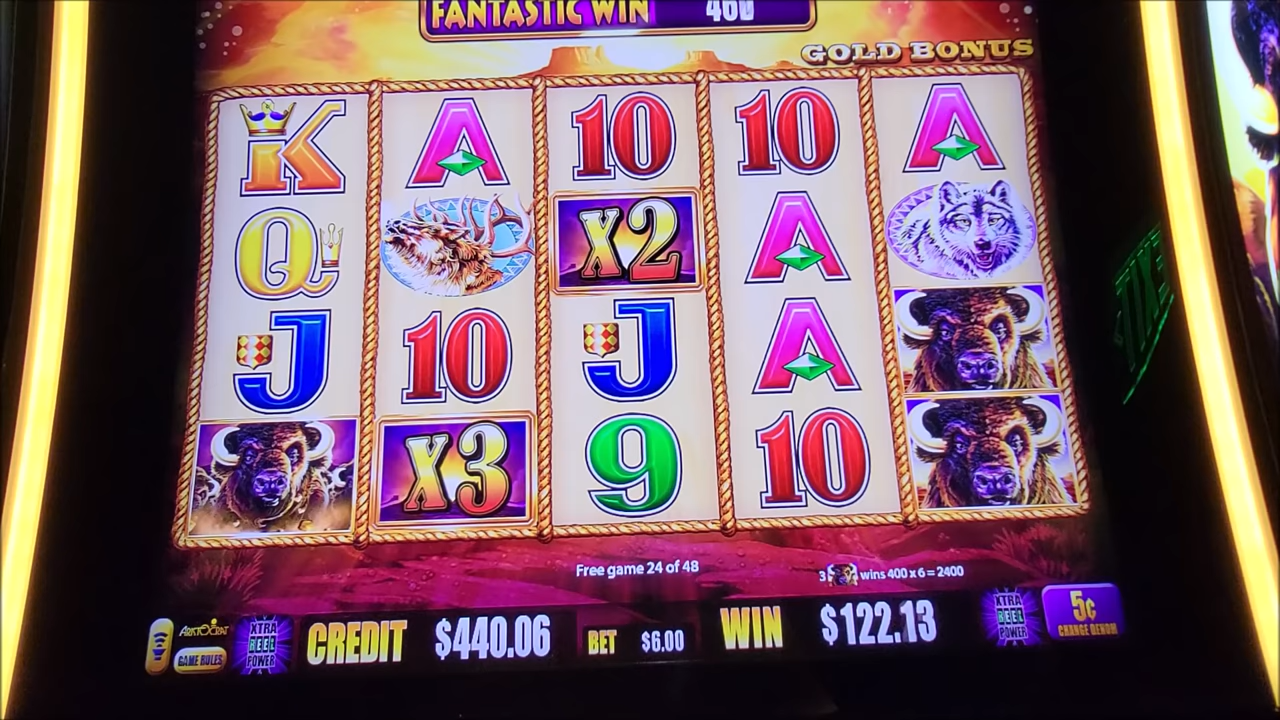 FANTASTIC WIN 460
GOLD BONUS
K A 10 10 A
Q X2 A
J 10 J A
X3 9 10
Free game 24 of 48
3 wins 400 x 6 = 2400
ARISTOCRAT
GAME RULES
XTRA
REEL
POWER
CREDIT $440.06
BET $6.00
WIN $122.13
XTRA
REEL
POWER
5¢
CHANGE DENOM